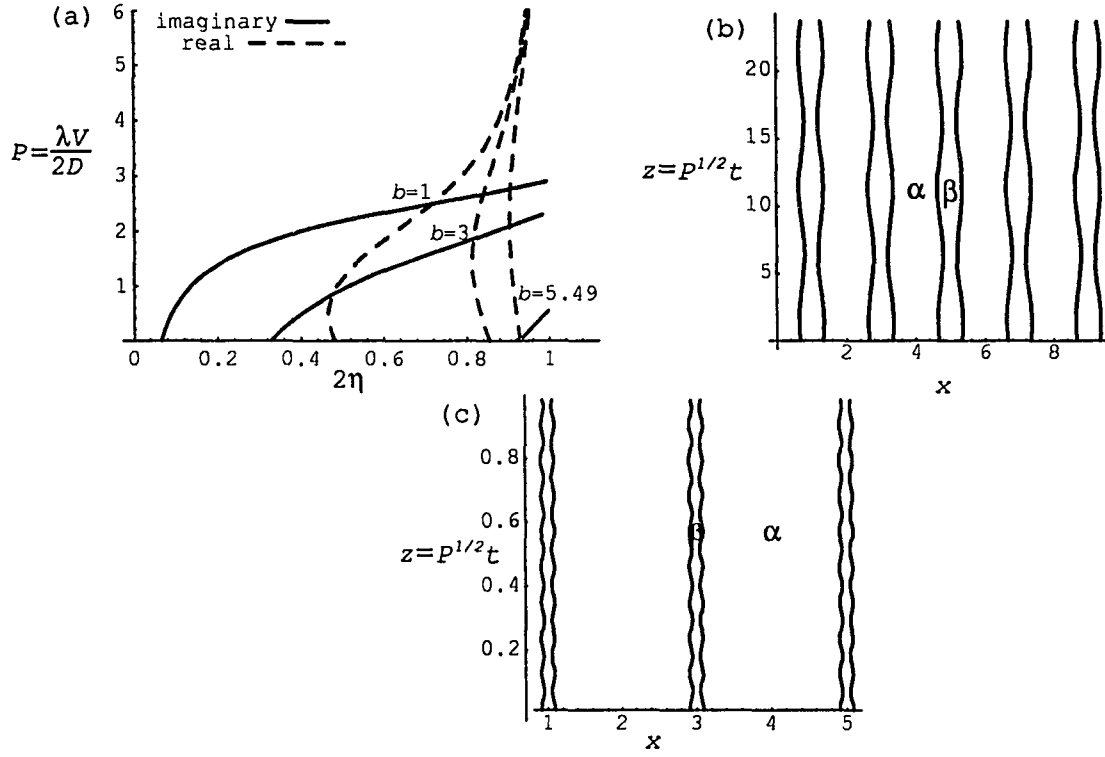 (a)
imaginary
real
6
5
4
3
2
1
P=λV/2D
b=1
b=3
b=5.49
0 0.2 0.4 0.6 0.8 1
2η
(b)
20
15
10
5
z=P^{1/2}t
α β
2 4 6 8
x
(c)
0.8
0.6
0.4
0.2
z=P^{1/2}t
β α
1 2 3 4 5
x